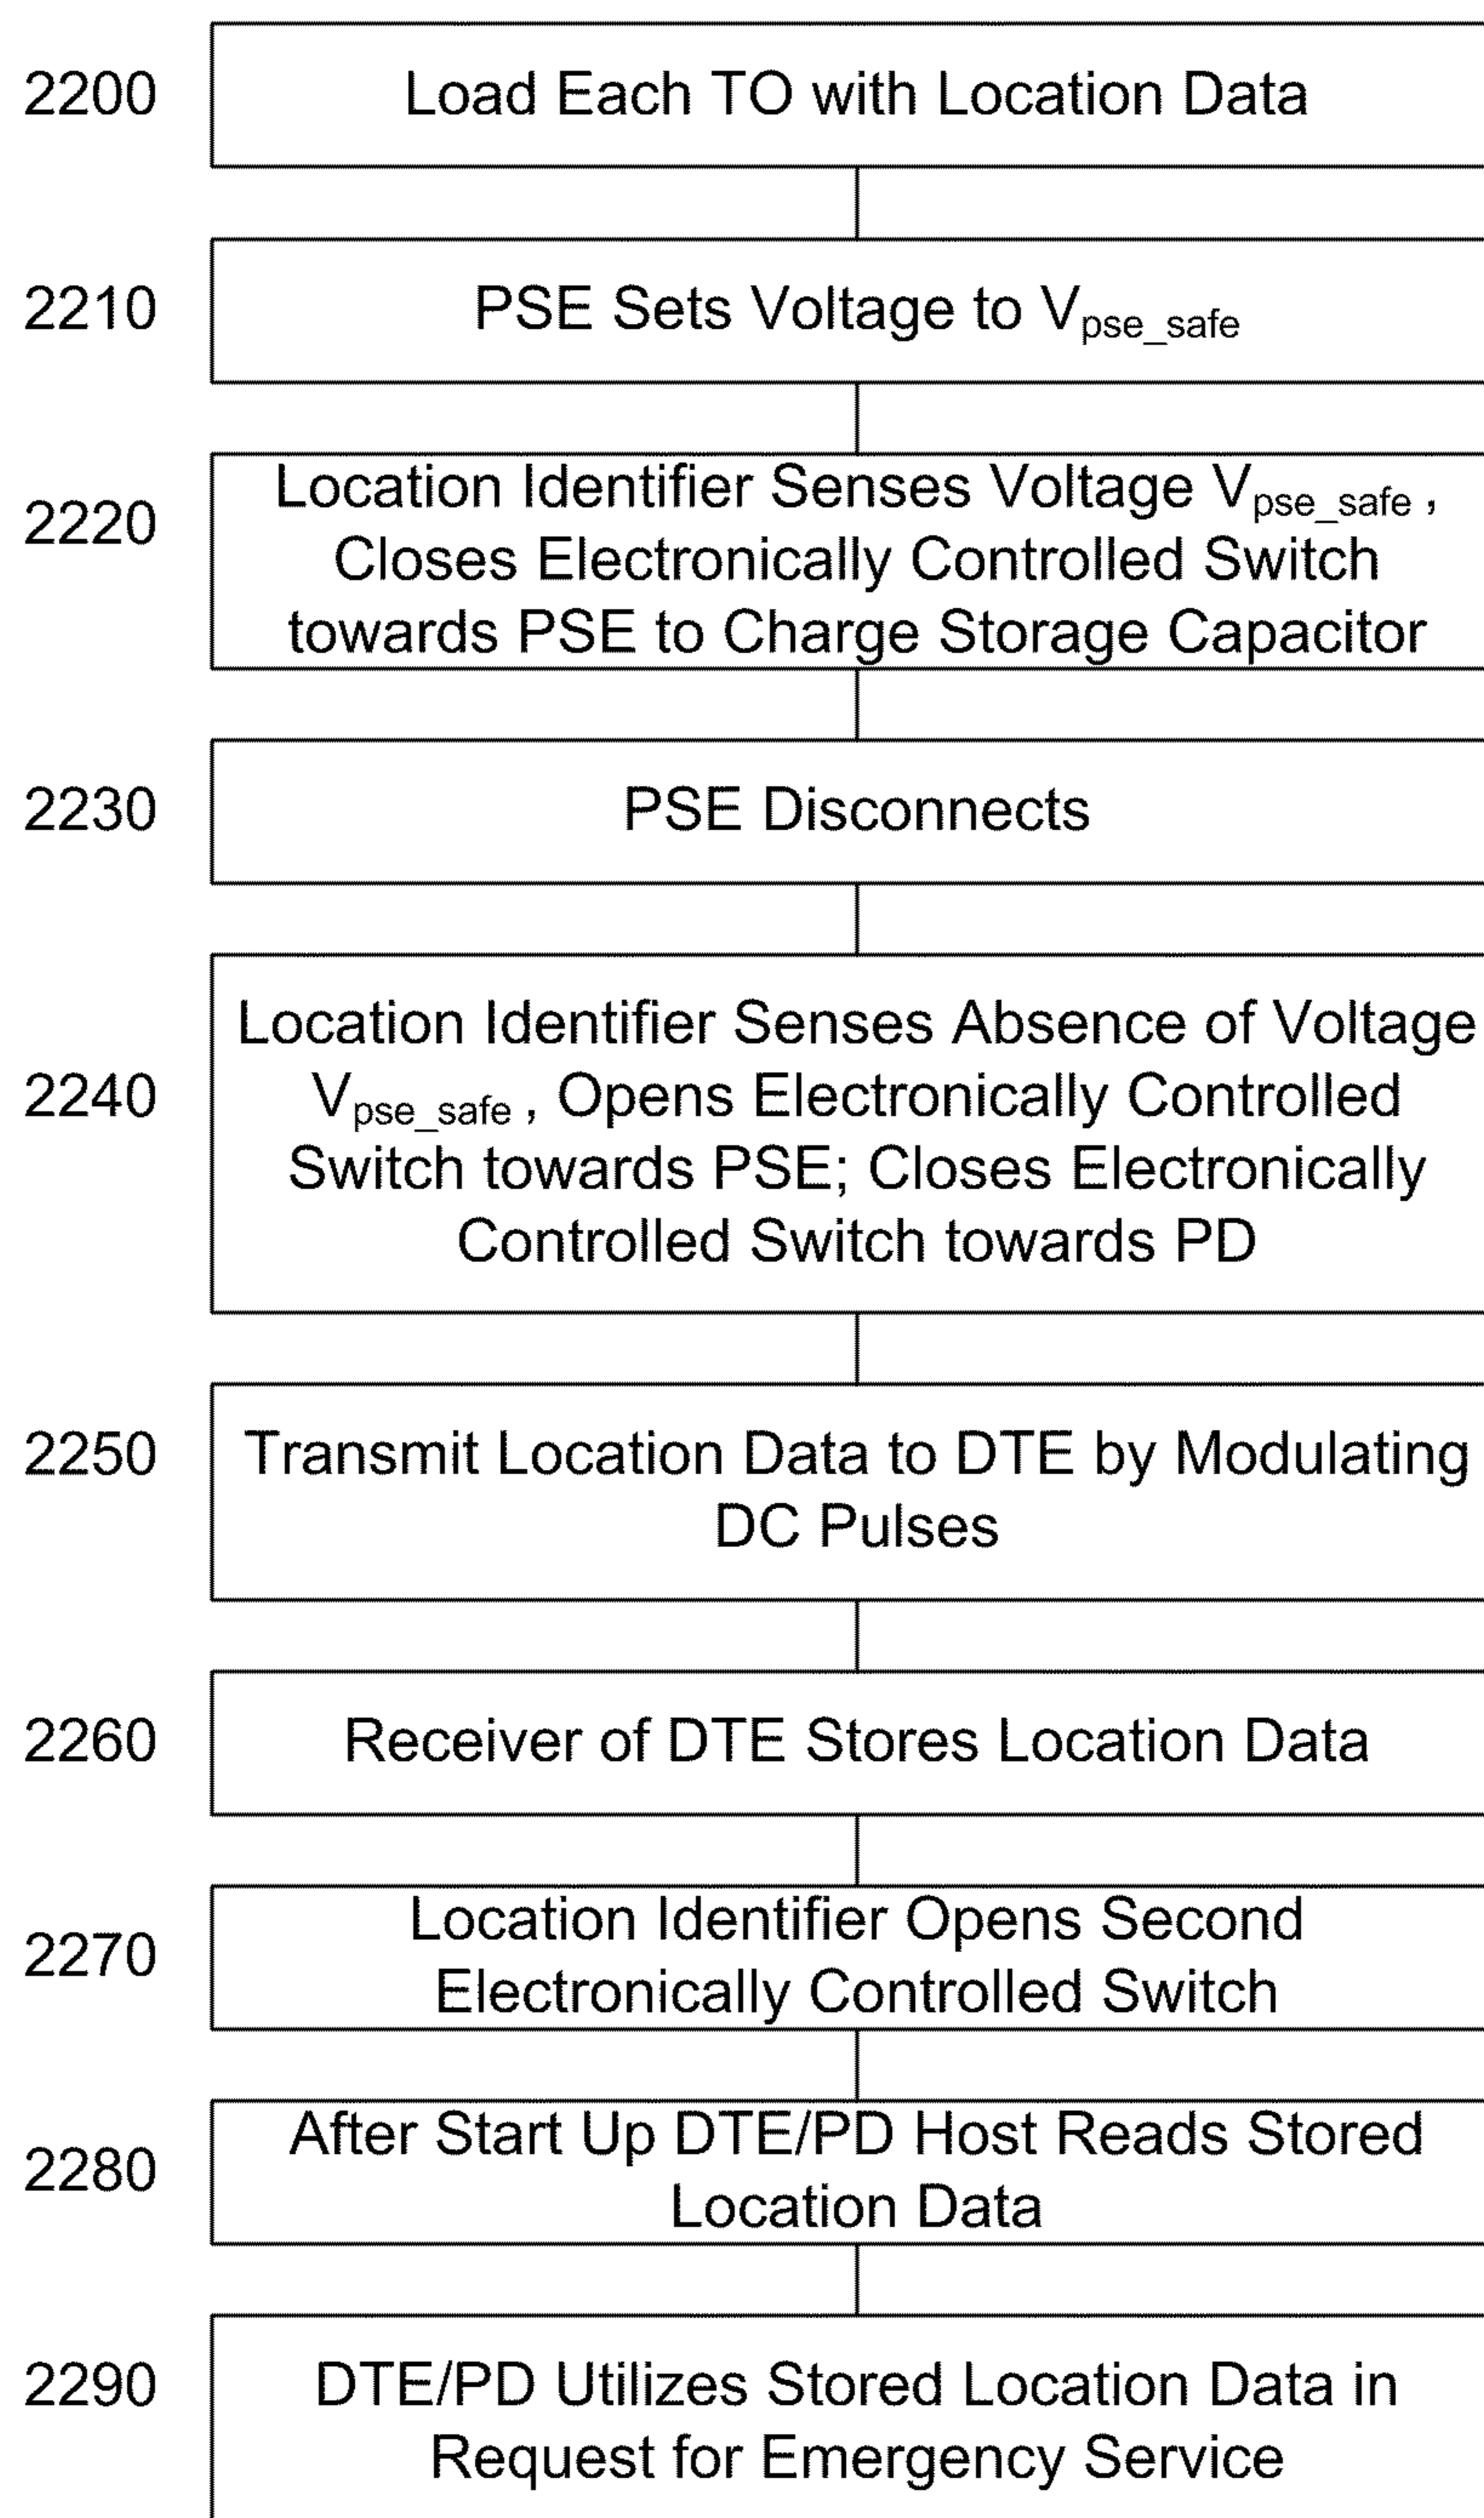 2200
Load Each TO with Location Data
2210
PSE Sets Voltage to Vpse_safe
2220
Location Identifier Senses Voltage Vpse_safe ,
Closes Electronically Controlled Switch
towards PSE to Charge Storage Capacitor
2230
PSE Disconnects
2240
Location Identifier Senses Absence of Voltage
Vpse_safe , Opens Electronically Controlled
Switch towards PSE; Closes Electronically
Controlled Switch towards PD
2250
Transmit Location Data to DTE by Modulating
DC Pulses
2260
Receiver of DTE Stores Location Data
2270
Location Identifier Opens Second
Electronically Controlled Switch
2280
After Start Up DTE/PD Host Reads Stored
Location Data
2290
DTE/PD Utilizes Stored Location Data in
Request for Emergency Service